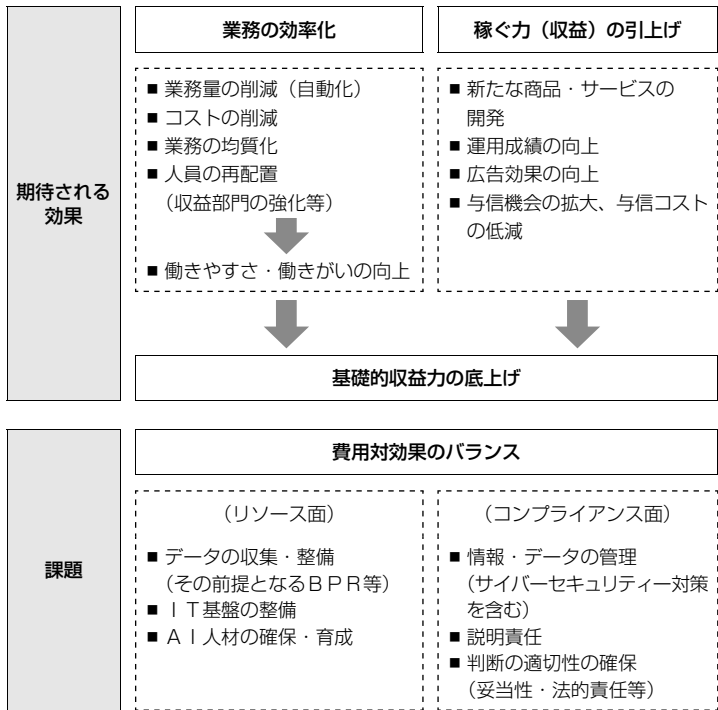 期待される
効果
業務の効率化
■ 業務量の削減（自動化）
■ コストの削減
■ 業務の均質化
■ 人員の再配置
（収益部門の強化等）
■ 働きやすさ・働きがいの向上
稼ぐ力（収益）の引上げ
■ 新たな商品・サービスの
開発
■ 運用成績の向上
■ 広告効果の向上
■ 与信機会の拡大、与信コスト
の低減
基礎的収益力の底上げ
課題
費用対効果のバランス
（リソース面）
■ データの収集・整備
（その前提となるＢＰＲ等）
■ ＩＴ基盤の整備
■ ＡＩ人材の確保・育成
（コンプライアンス面）
■ 情報・データの管理
（サイバーセキュリティー対策
を含む）
■ 説明責任
■ 判断の適切性の確保
（妥当性・法的責任等）